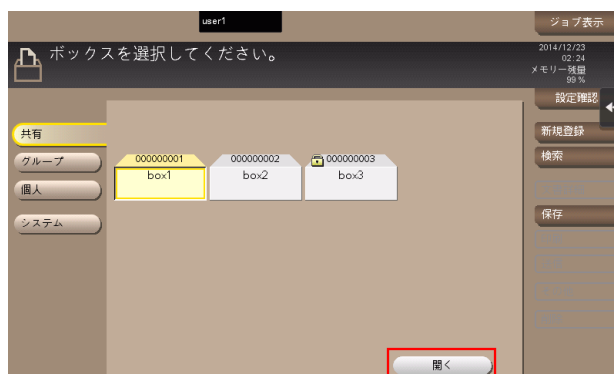 user1
ジョブ表示
ボックスを選択してください。
2014/12/23
02:24
メモリー残量
99 %
設定確認
共有
グループ
個人
システム
000000001
box1
000000002
box2
000000003
box3
新規登録
検索
保存
開く